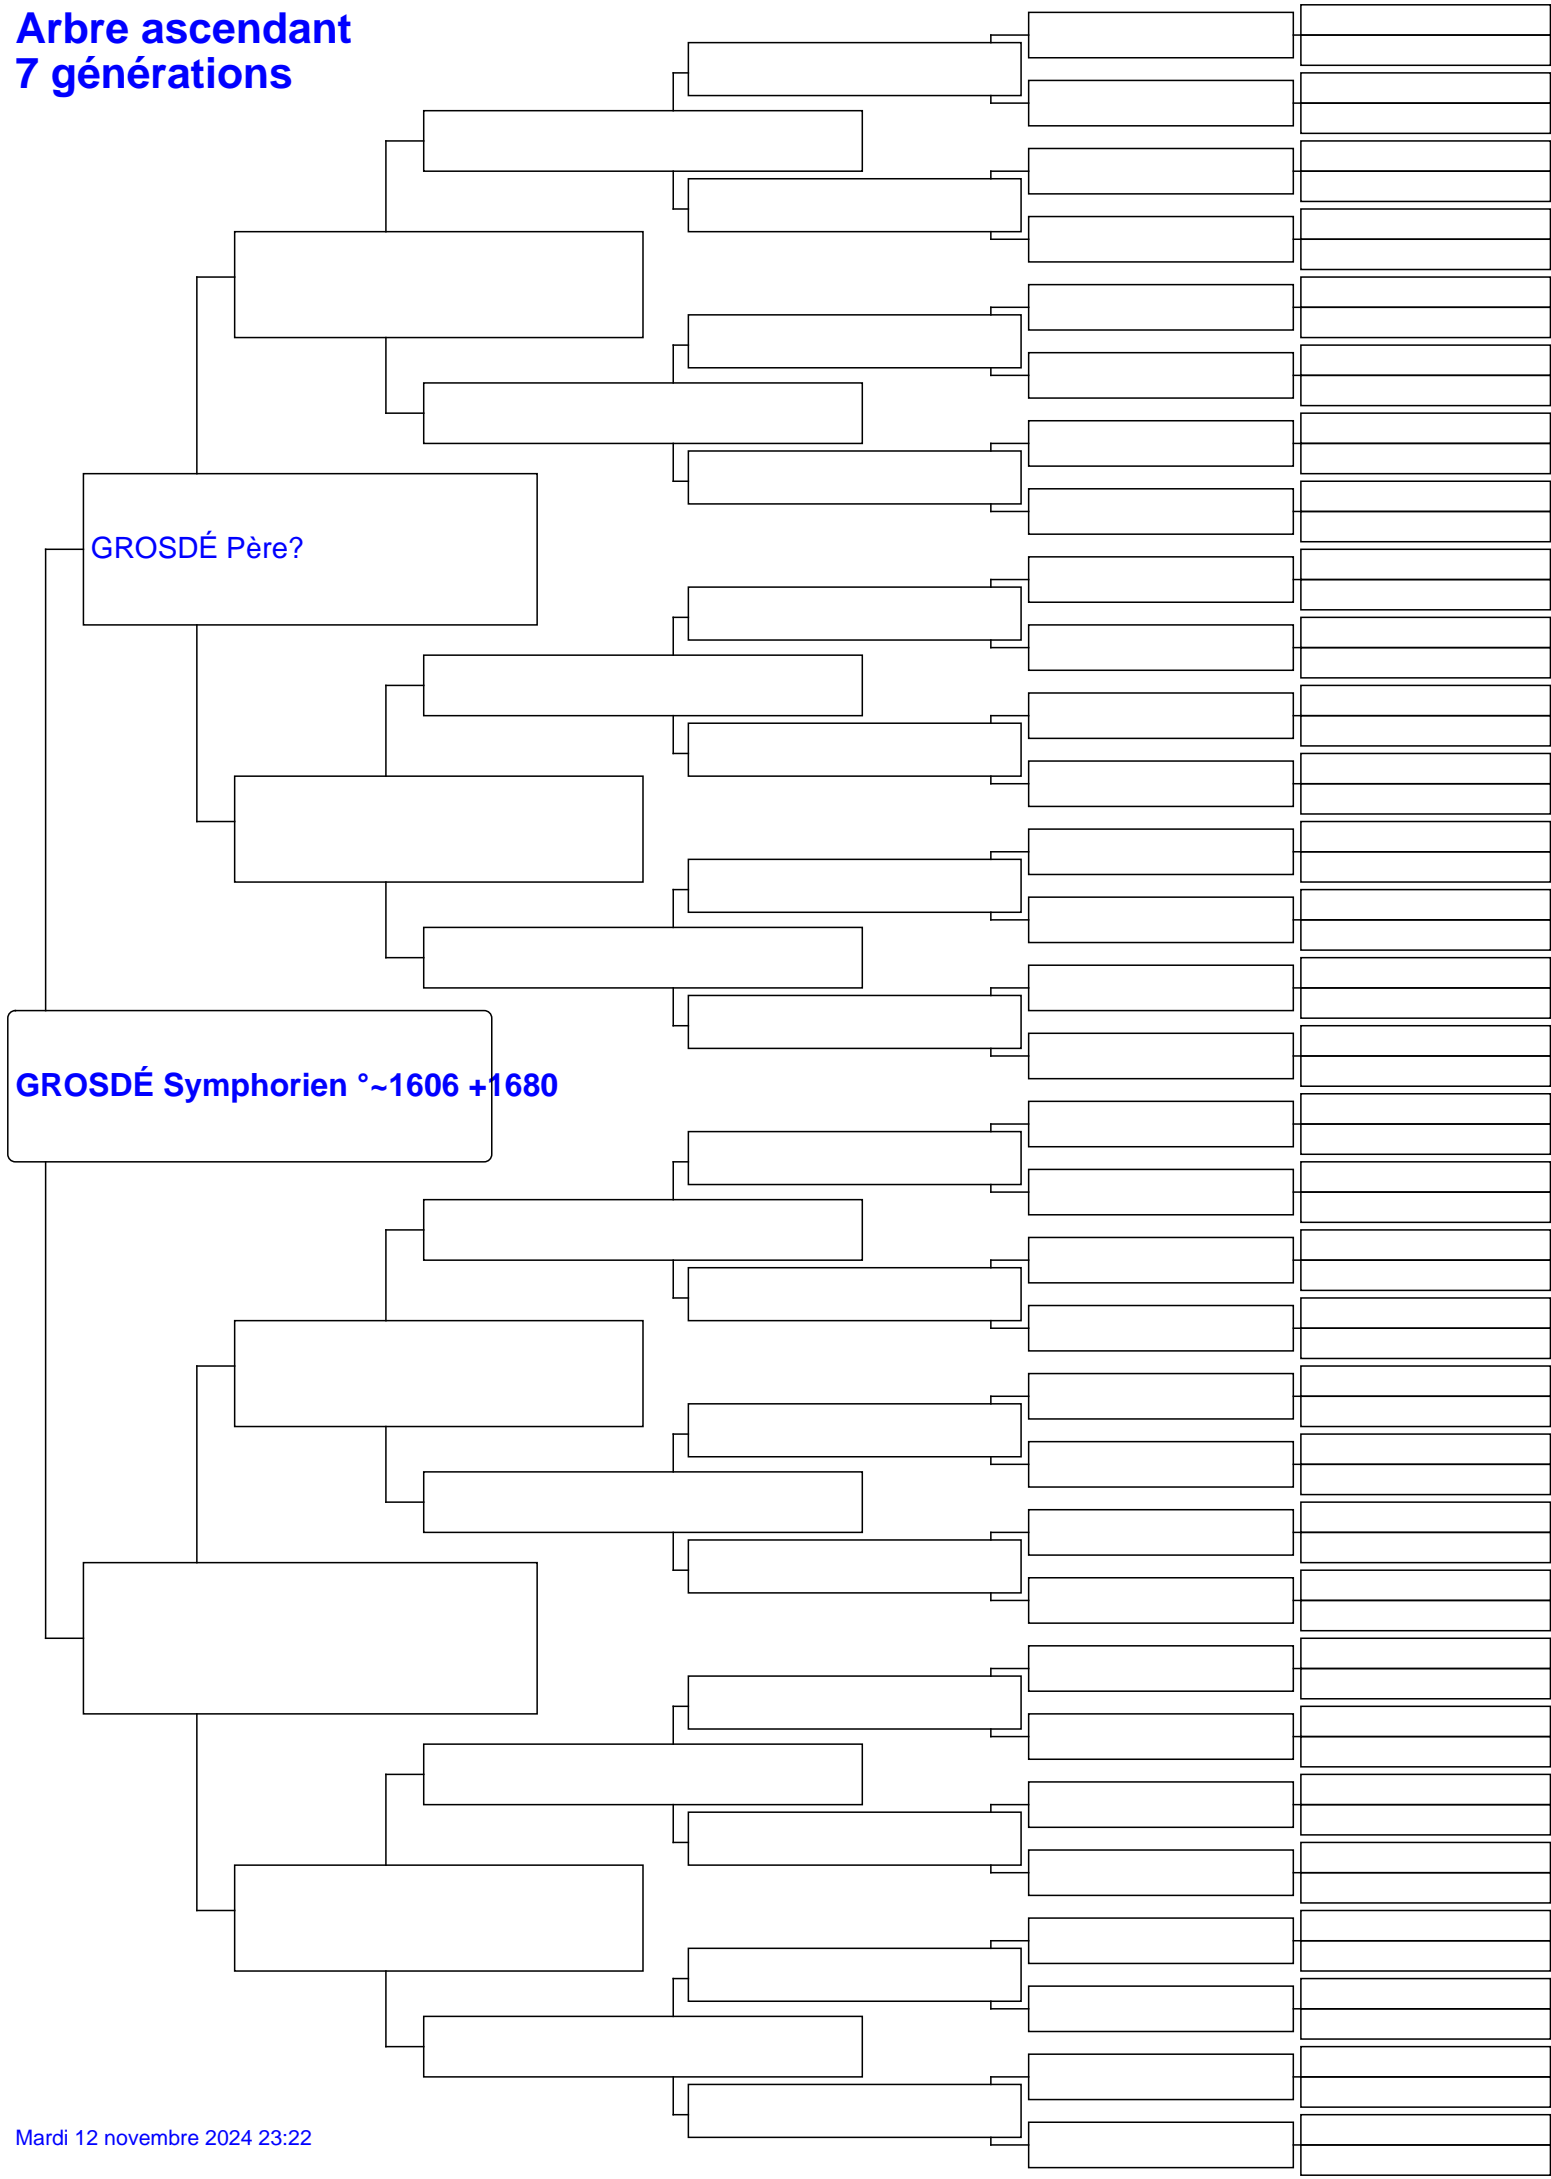 Arbre ascendant
7 générations
GROSDÉ Père?
GROSDÉ Symphorien °~1606 +1680
Mardi 12 novembre 2024 23:22